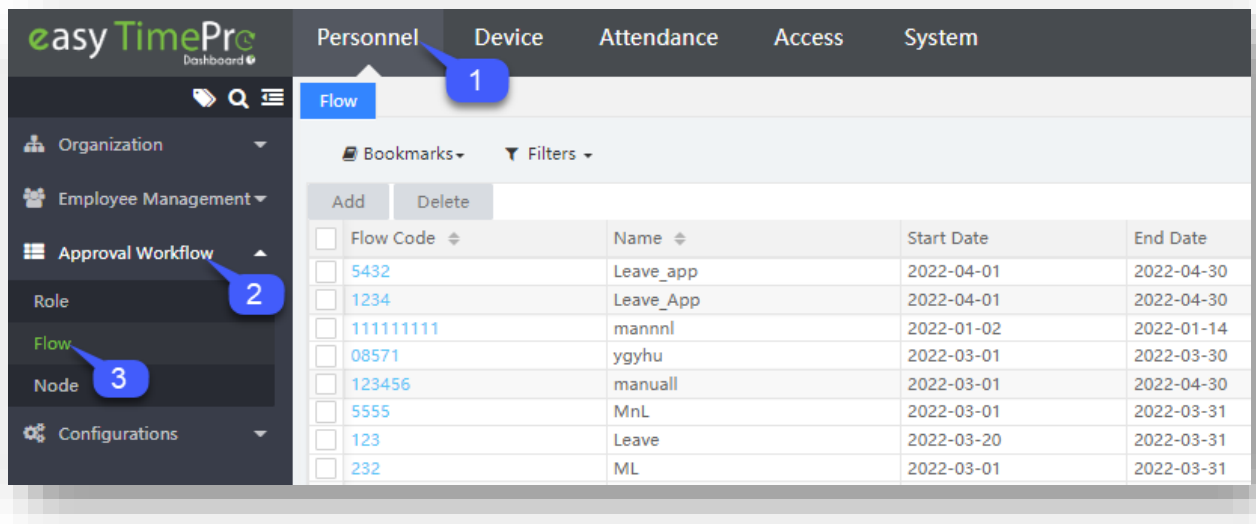 easy TimePro
Dashboard
Personnel Device Attendance Access System
1
Flow
Organization
Employee Management
Approval Workflow
2
Role
Flow
3
Node
Configurations
Bookmarks Filters
Add Delete
Flow Code Name Start Date End Date
5432 Leave_app 2022-04-01 2022-04-30
1234 Leave_App 2022-04-01 2022-04-30
111111111 mannnl 2022-01-02 2022-01-14
08571 ygyhu 2022-03-01 2022-03-30
123456 manuall 2022-03-01 2022-04-30
5555 MnL 2022-03-01 2022-03-31
123 Leave 2022-03-20 2022-03-31
232 ML 2022-03-01 2022-03-31